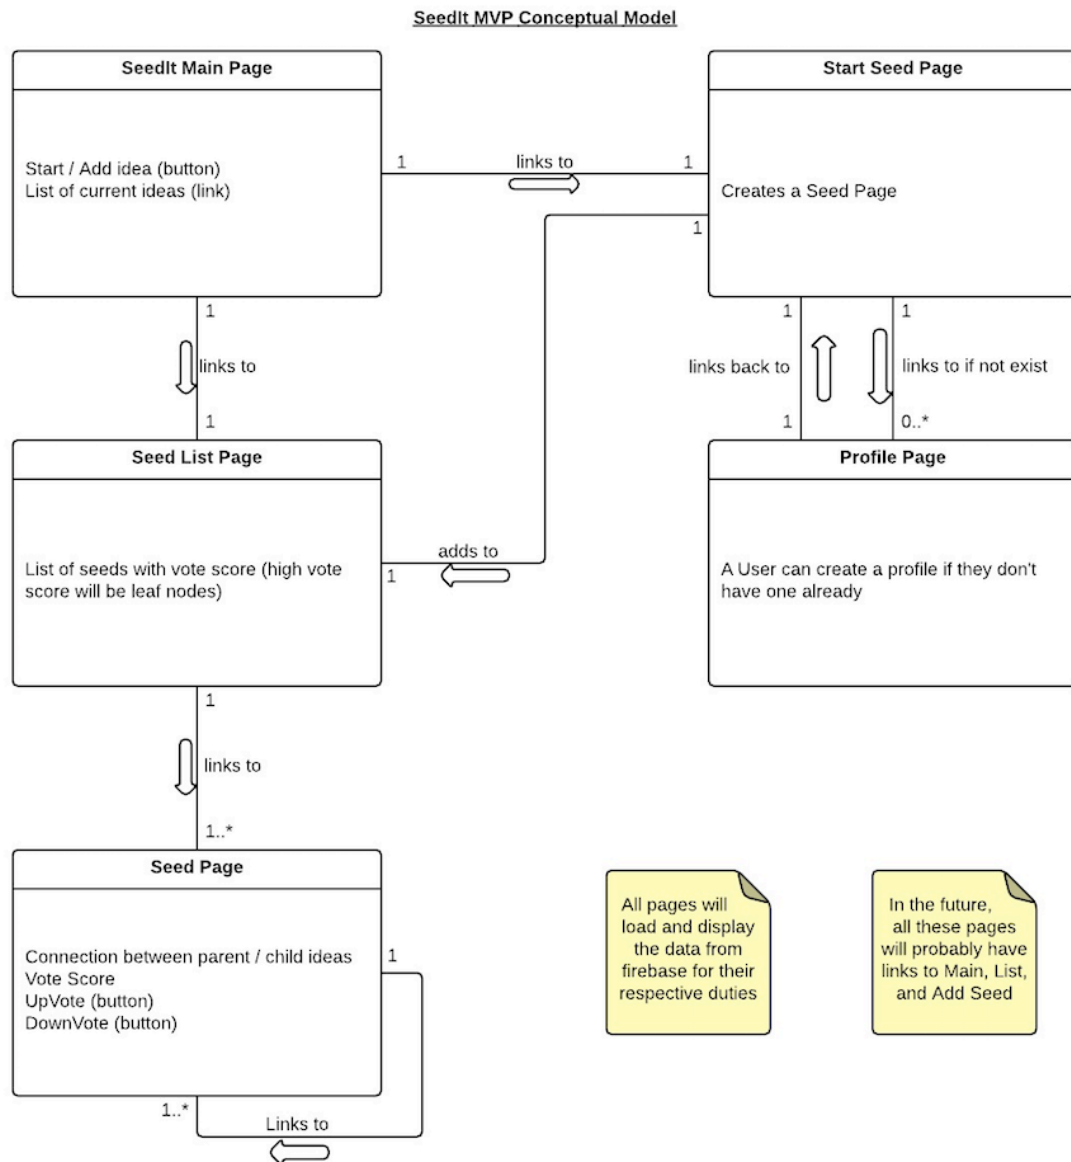 SeedIt MVP Conceptual Model
SeedIt Main Page
Start / Add idea (button)
List of current ideas (link)
1
links to
1
Start Seed Page
Creates a Seed Page
1
1
links to
1
1
links back to
1
1
links to if not exist
0..*
Seed List Page
List of seeds with vote score (high vote
score will be leaf nodes)
adds to
1
Profile Page
A User can create a profile if they don't
have one already
1
links to
1..*
Seed Page
Connection between parent / child ideas
Vote Score
UpVote (button)
DownVote (button)
1
1..*
Links to
All pages will
load and display
the data from
firebase for their
respective duties
In the future,
all these pages
will probably have
links to Main, List,
and Add Seed